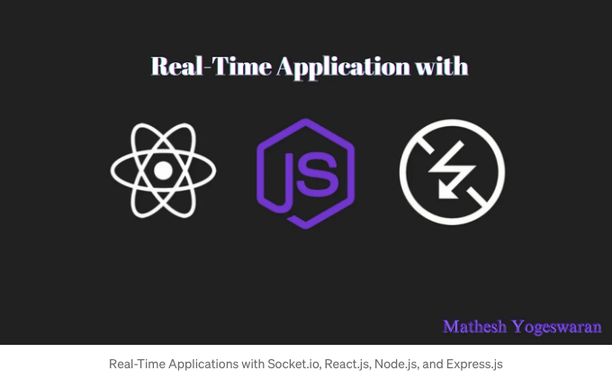 Real-Time Application with
JS
Mathesh Yogeswaran
Real-Time Applications with Socket.io, React.js, Node.js, and Express.js